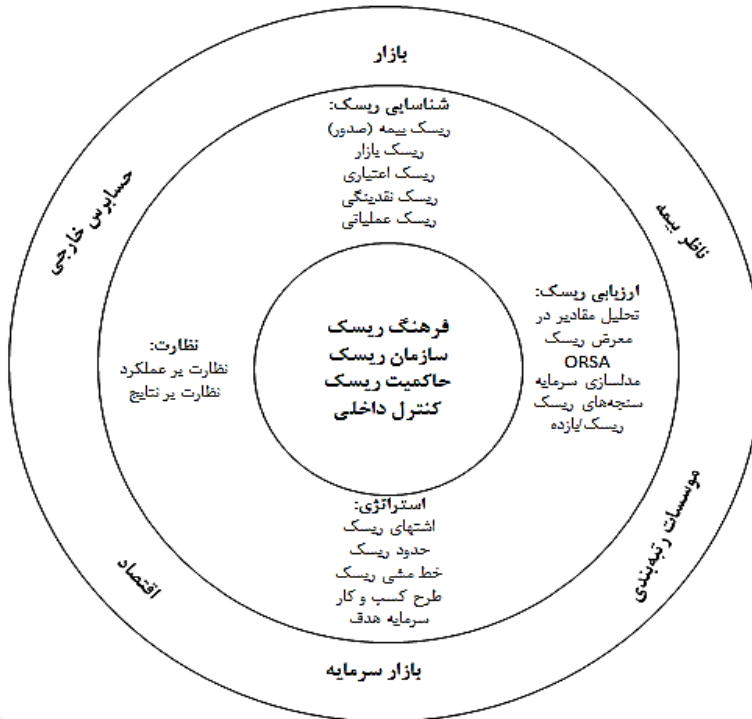 بازار
ناظر بیمه
موسسات رتبه‌بندی
بازار سرمایه
اقتصاد
حسابرس خارجی
شناسایی ریسک:
ریسک بیمه (صدور)
ریسک بازار
ریسک اعتباری
ریسک نقدینگی
ریسک عملیاتی
ارزیابی ریسک:
تحلیل مقادیر در
معرض ریسک
ORSA
مدلسازی سرمایه
سنجه‌های ریسک
ریسک/بازده
استراتژی:
اشتهای ریسک
حدود ریسک
خط مشی ریسک
طرح کسب و کار
سرمایه هدف
نظارت:
نظارت بر عملکرد
نظارت بر نتایج
فرهنگ ریسک
سازمان ریسک
حاکمیت ریسک
کنترل داخلی